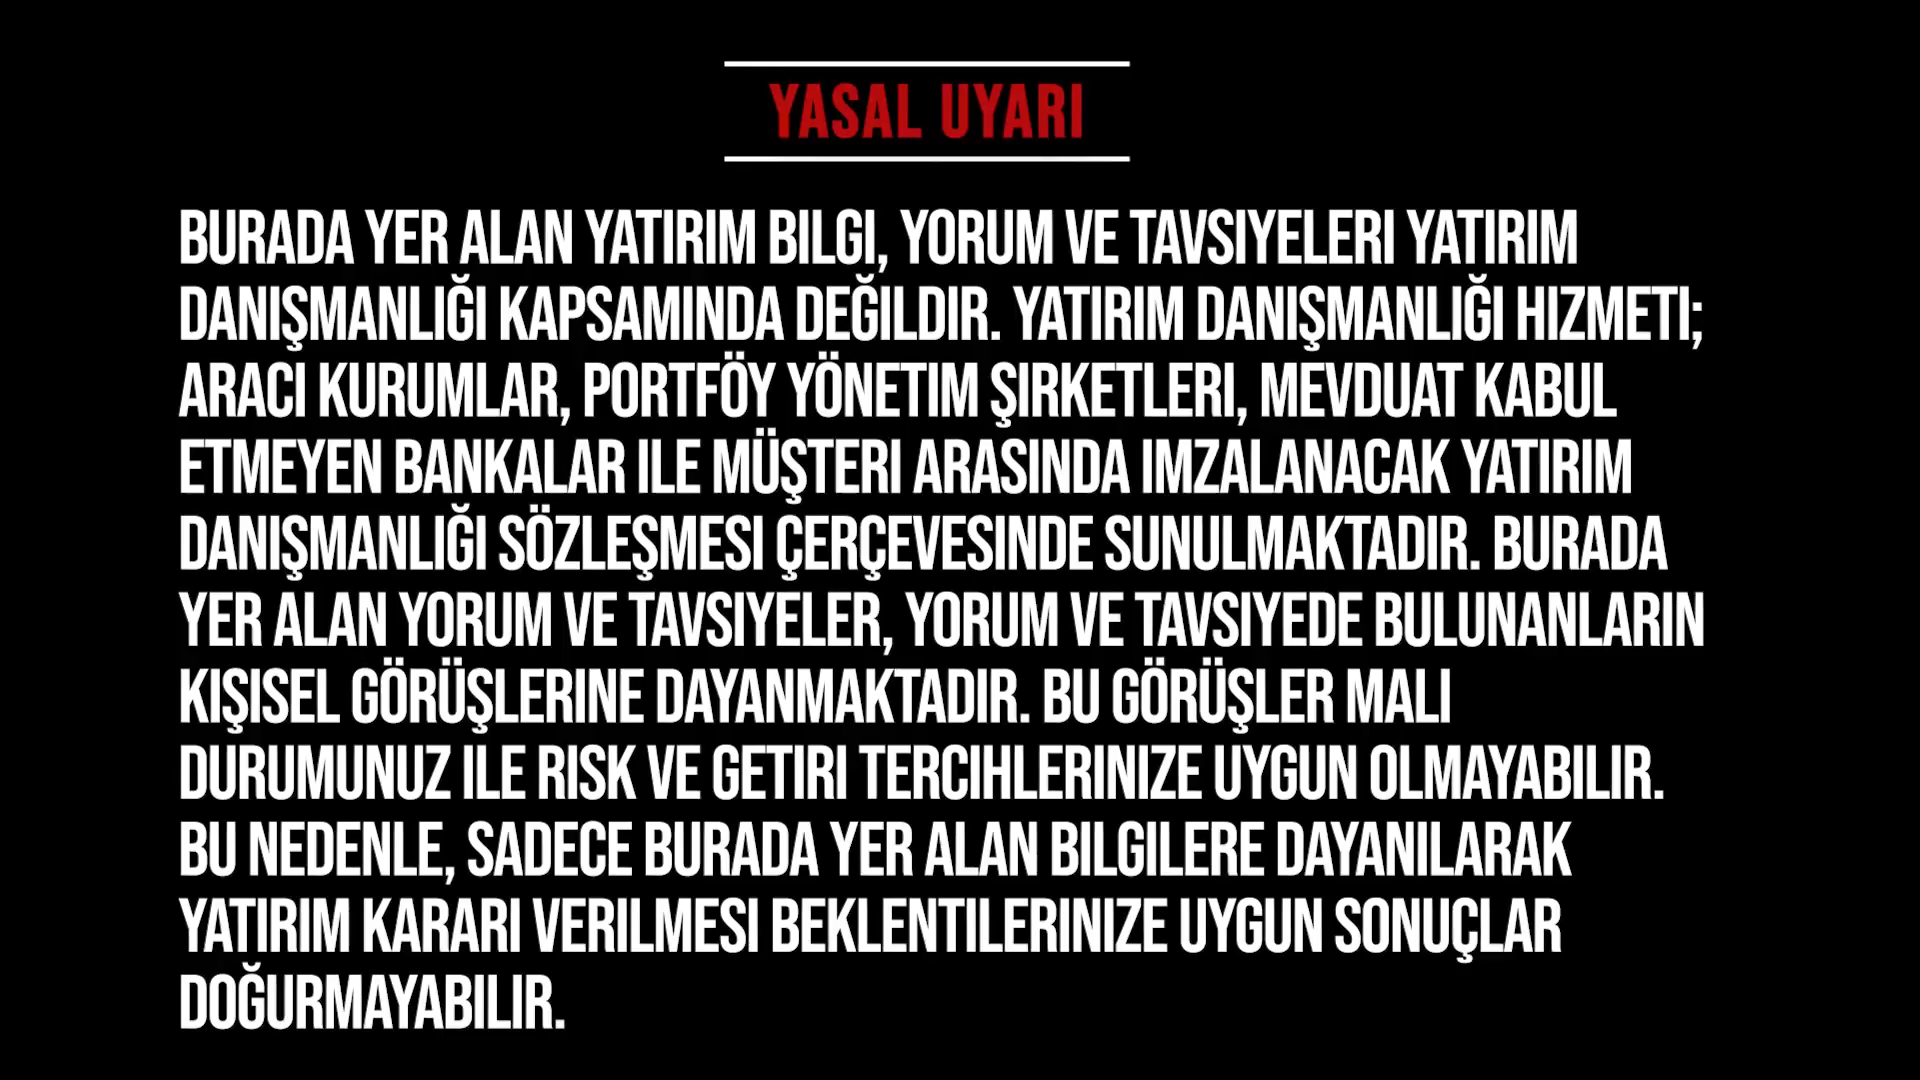 YASAL UYARI
BURADA YER ALAN YATIRIM BILGI, YORUM VE TAVSIYELERI YATIRIM
DANIŞMANLIĞI KAPSAMINDA DEĞILDIR. YATIRIM DANIŞMANLIĞI HIZMETI;
ARACI KURUMLAR, PORTFÖY YÖNETIM ŞIRKETLERI, MEVDUAT KABUL
ETMEYEN BANKALAR ILE MÜŞTERI ARASINDA IMZALANACAK YATIRIM
DANIŞMANLIĞI SÖZLEŞMESI ÇERÇEVESINDE SUNULMAKTADIR. BURADA
YER ALAN YORUM VE TAVSIYELER, YORUM VE TAVSIYEDE BULUNANLARIN
KIŞISEL GÖRÜŞLERINE DAYANMAKTADIR. BU GÖRÜŞLER MALI
DURUMUNUZ ILE RISK VE GETIRI TERCIHLERINIZE UYGUN OLMAYABILIR.
BU NEDENLE, SADECE BURADA YER ALAN BILGILERE DAYANILARAK
YATIRIM KARARI VERILMESI BEKLENTILERINIZE UYGUN SONUÇLAR
DOĞURMAYABILIR.